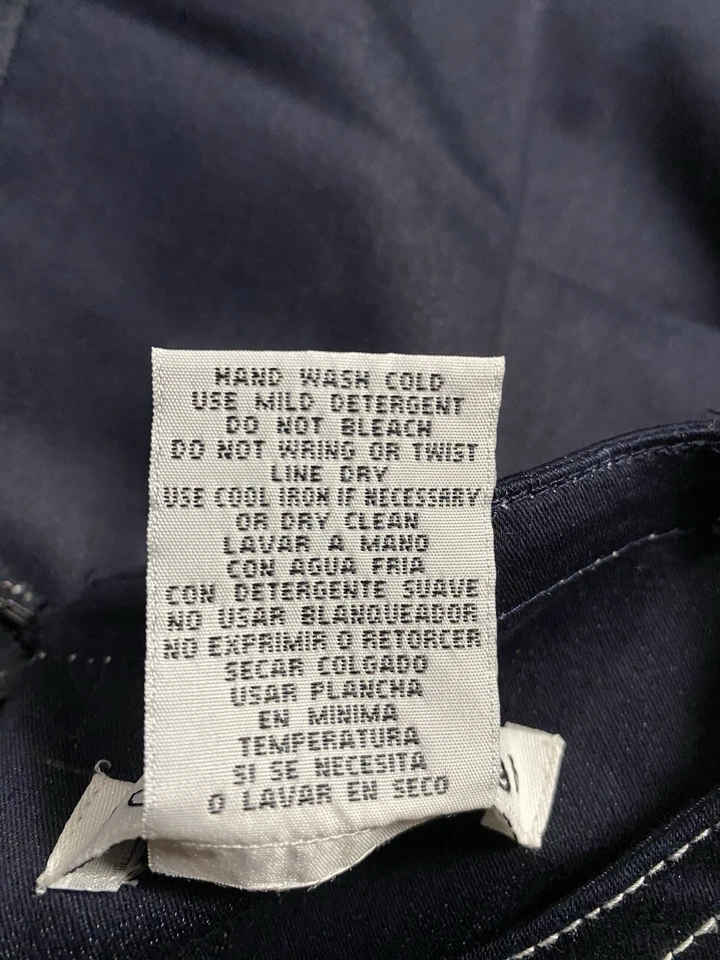 HAND WASH COLD
USE MILD DETERGENT
DO NOT BLEACH
DO NOT WRING OR TWIST
LINE DRY
USE COOL IRON IF NECESSARY
OR DRY CLEAN
LAVAR A MANO
CON AGUA FRIA
CON DETERGENTE SUAVE
NO USAR BLANQUEADOR
NO EXPRIMIR O RETORCER
SECAR COLGADO
USAR PLANCHA
EN MINIMA
TEMPERATURA
SI SE NECESITA
O LAVAR EN SECO